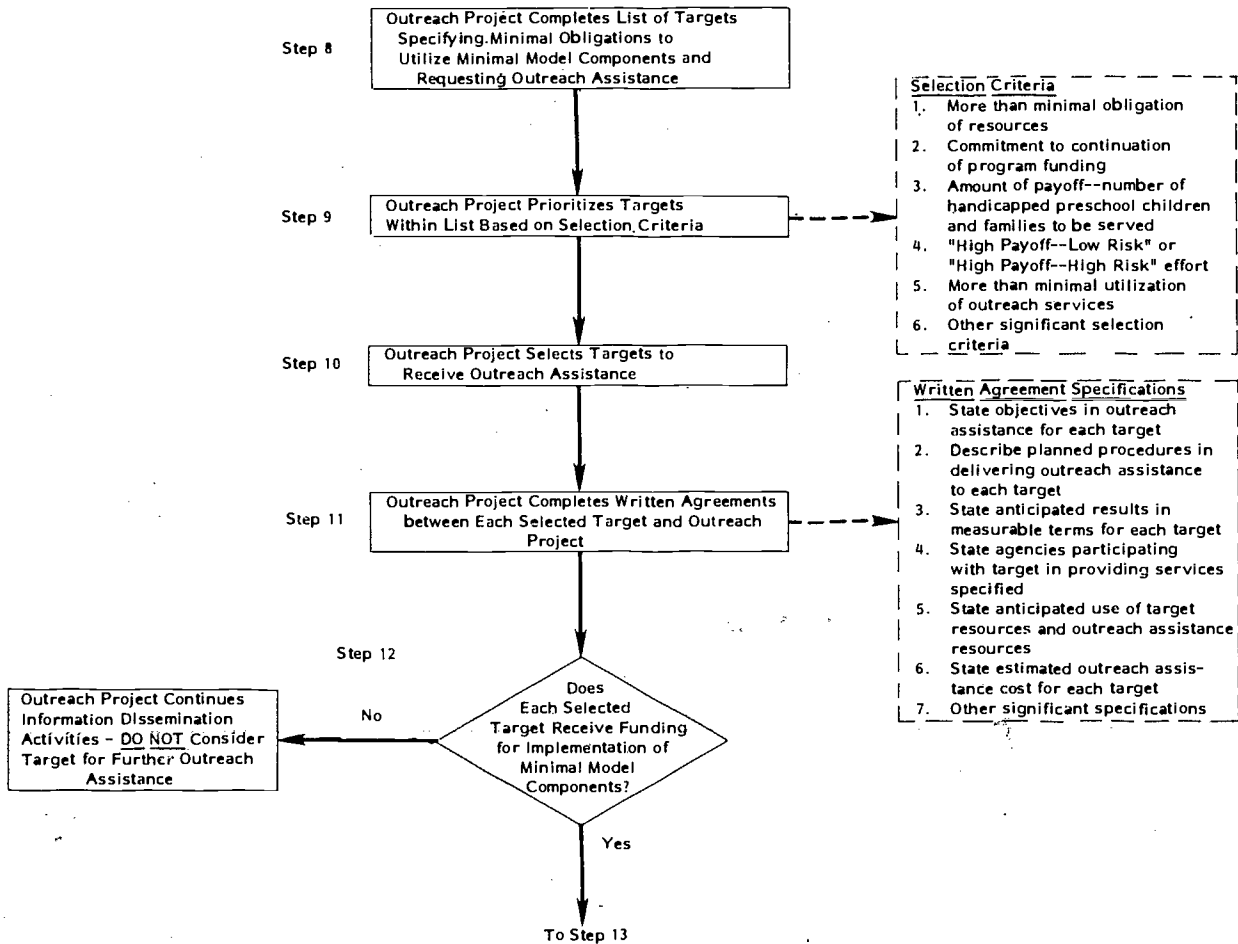 Step 8
Outreach Project Completes List of Targets
Specifying.Minimal Obligations to
Utilize Minimal Model Components and
Requesting Outreach Assistance
Step 9
Outreach Project Prioritizes Targets
Within List Based on Selection Criteria
Selection Criteria
1. More than minimal obligation
of resources
2. Commitment to continuation
of program funding
3. Amount of payoff--number of
handicapped preschool children
and families to be served
4. "High Payoff--Low Risk" or
"High Payoff--High Risk" effort
5. More than minimal utilization
of outreach services
6. Other significant selection
criteria
Step 10
Outreach Project Selects Targets to
Receive Outreach Assistance
Step 11
Outreach Project Completes Written Agreements
between Each Selected Target and Outreach
Project
Written Agreement Specifications
1. State objectives in outreach
assistance for each target
2. Describe planned procedures in
delivering outreach assistance
to each target
3. State anticipated results in
measurable terms for each target
4. State agencies participating
with target in providing services
specified
5. State anticipated use of target
resources and outreach assistance
resources
6. State estimated outreach assis-
tance cost for each target
7. Other significant specifications
Step 12
Does
Each Selected
Target Receive Funding
for Implementation of
Minimal Model
Components?
No
Outreach Project Continues
Information Dissemination
Activities - DO NOT Consider
Target for Further Outreach
Assistance
Yes
To Step 13